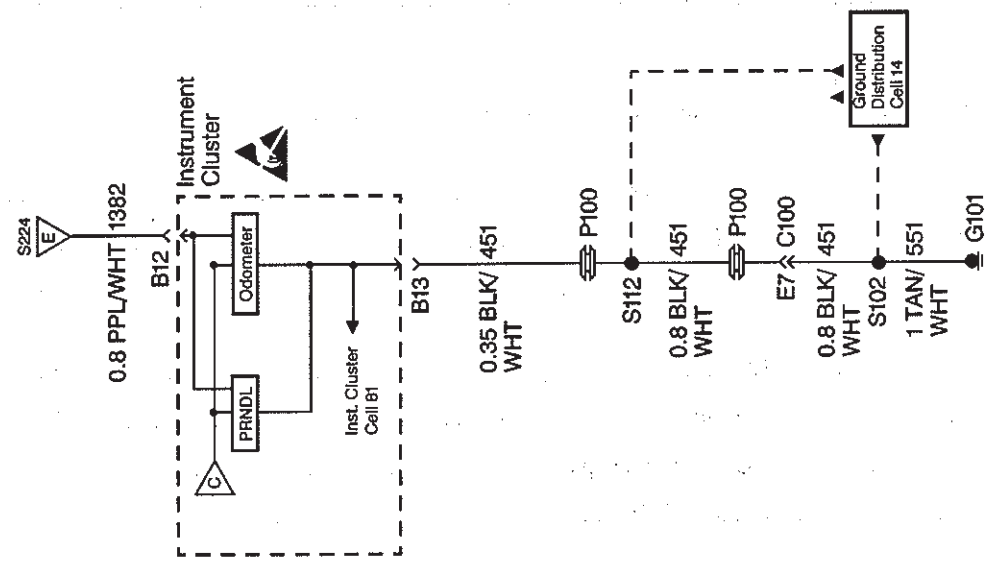 S224
E
0.8 PPL/WHT 1382
B12
Instrument
Cluster
C
PRNDL
Odometer
Inst. Cluster
Cell 81
B13
0.35 BLK/ 451
WHT
P100
S112
0.8 BLK/ 451
WHT
P100
E7 C100
0.8 BLK/ 451
WHT
S102
1 TAN/ 551
WHT
G101
Ground
Distribution
Cell 14